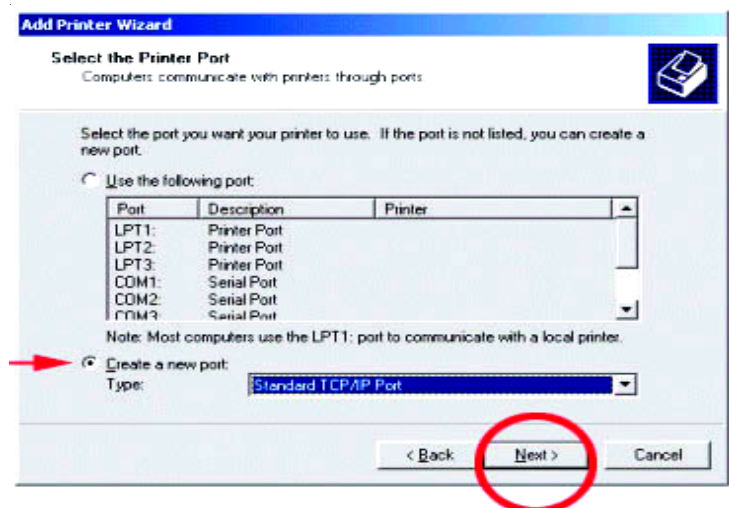 Add Printer Wizard
Select the Printer Port
Computers communicate with printers through ports
Select the port you want your printer to use. If the port is not listed, you can create a
new port.
Use the following port:
Port Description Printer
LPT1: Printer Port
LPT2: Printer Port
LPT3: Printer Port
COM1: Serial Port
COM2: Serial Port
COM3: Serial Port
Note: Most computers use the LPT1: port to communicate with a local printer.
Create a new port:
Type: Standard TCP/IP Port
< Back Next > Cancel